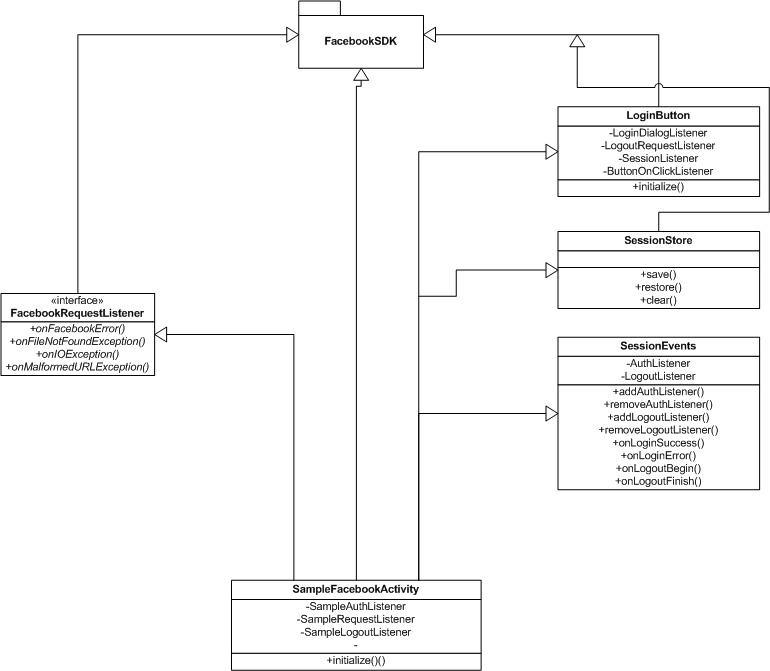 FacebookSDK
LoginButton
-LoginDialogListener
-LogoutRequestListener
-SessionListener
-ButtonOnClickListener
+initialize()
SessionStore
+save()
+restore()
+clear()
«interface»
FacebookRequestListener
+onFacebookError()
+onFileNotFoundException()
+onIOException()
+onMalformedURLException()
SessionEvents
-AuthListener
-LogoutListener
+addAuthListener()
+removeAuthListener()
+addLogoutListener()
+removeLogoutListener()
+onLoginSuccess()
+onLoginError()
+onLogoutBegin()
+onLogoutFinish()
SampleFacebookActivity
-SampleAuthListener
-SampleRequestListener
-SampleLogoutListener
-
+initialize()()